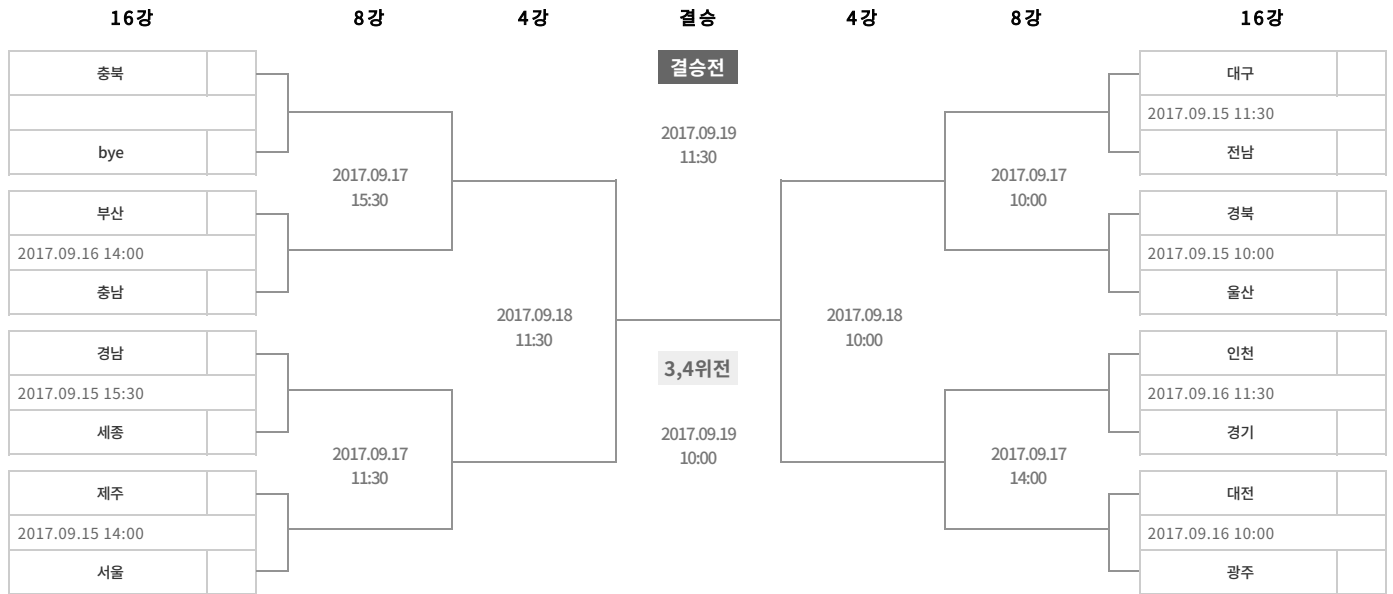 16강 8강 4강 결승 4강 8강 16강
충북
bye
부산
2017.09.16 14:00
충남
경남
2017.09.15 15:30
세종
제주
2017.09.15 14:00
서울
2017.09.17
15:30
2017.09.17
11:30
2017.09.18
11:30
결승전
2017.09.19
11:30
3,4위전
2017.09.19
10:00
2017.09.18
10:00
2017.09.17
10:00
2017.09.17
14:00
대구
2017.09.15 11:30
전남
경북
2017.09.15 10:00
울산
인천
2017.09.16 11:30
경기
대전
2017.09.16 10:00
광주